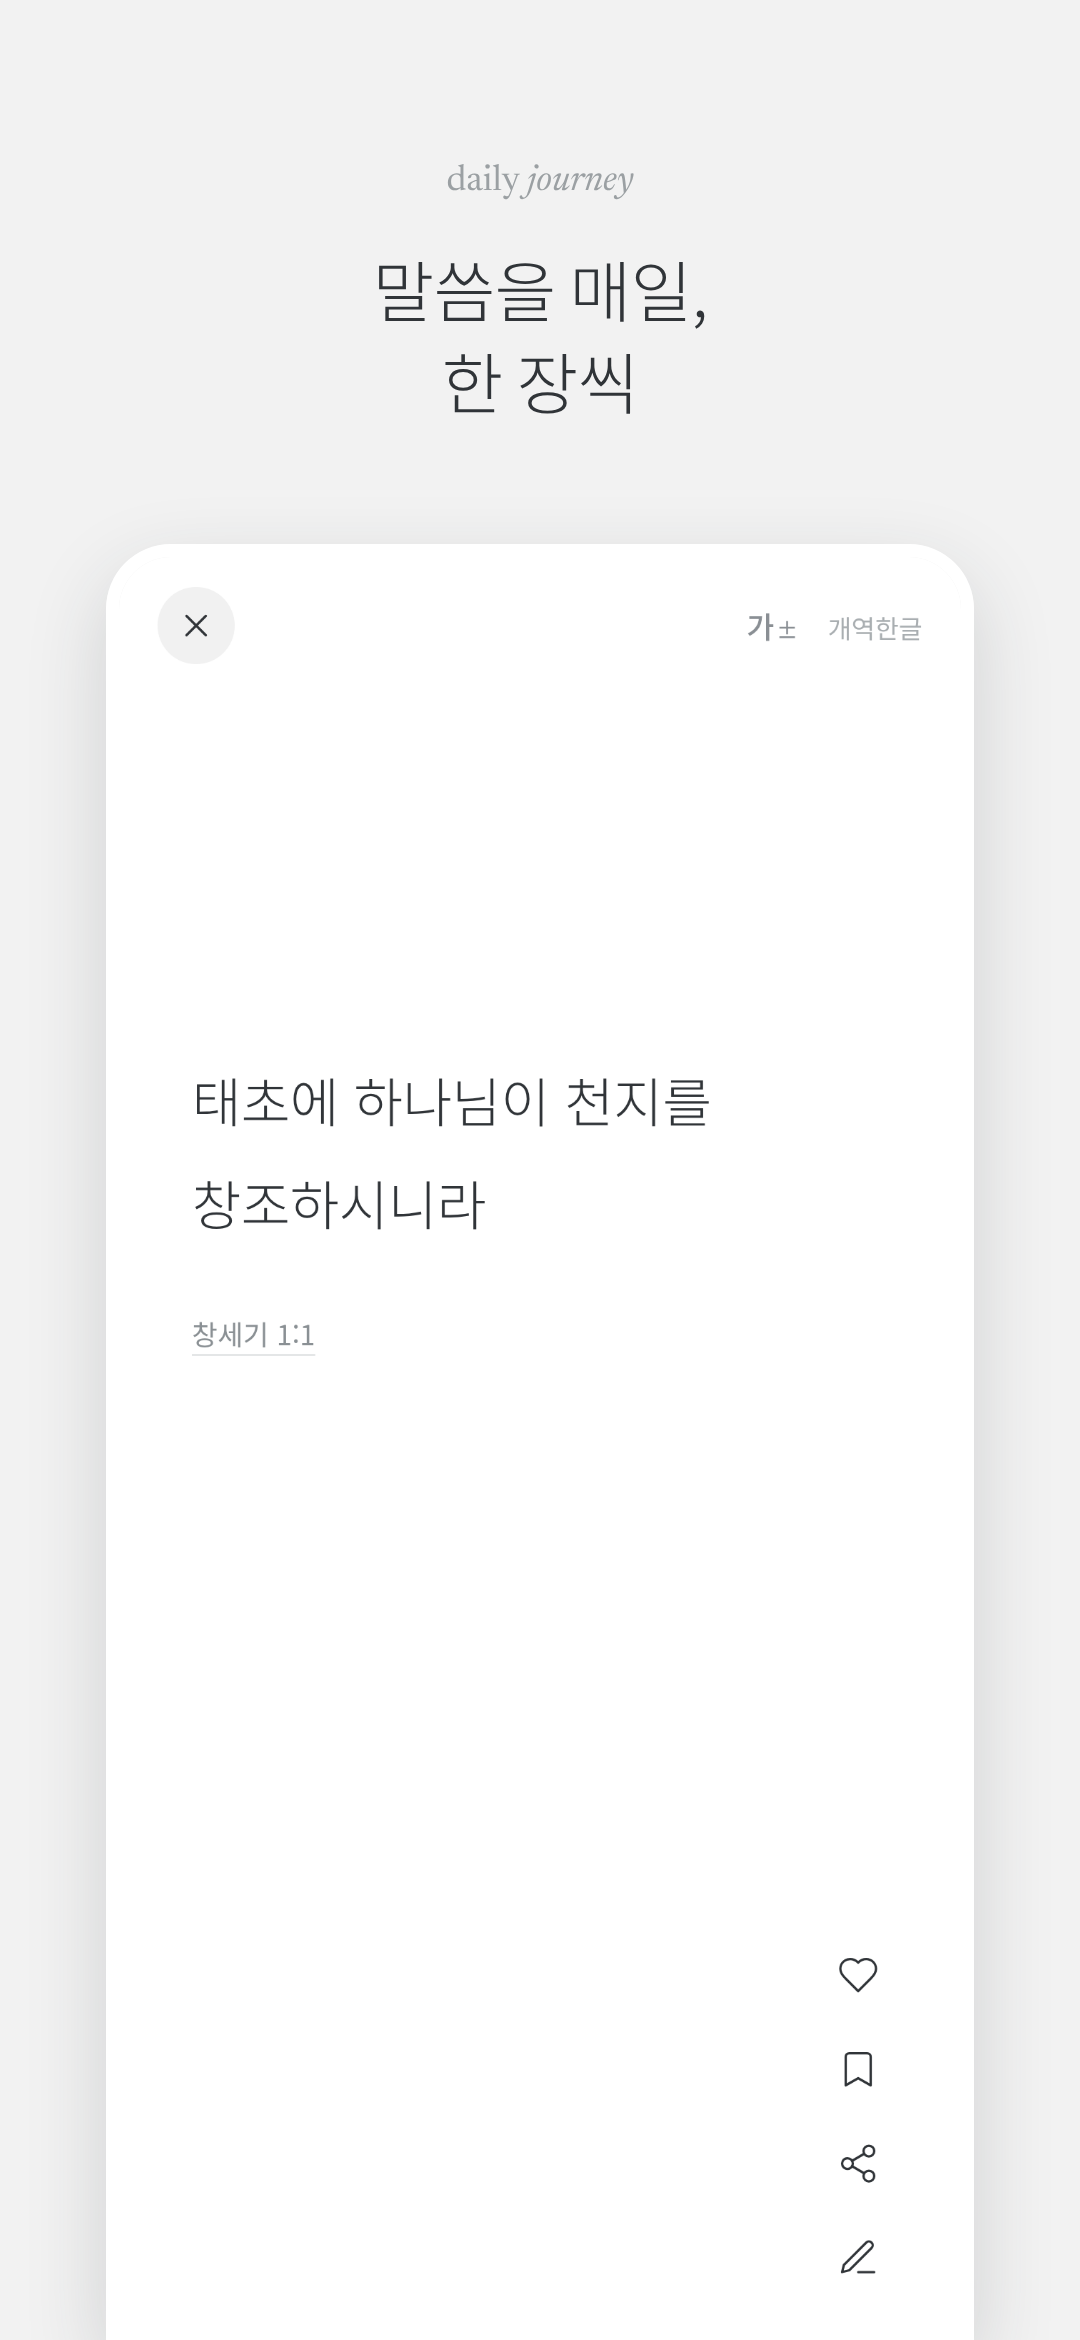 daily journey
말씀을 매일,
한 장씩
가± 개역한글
태초에 하나님이 천지를
창조하시니라
창세기 1:1